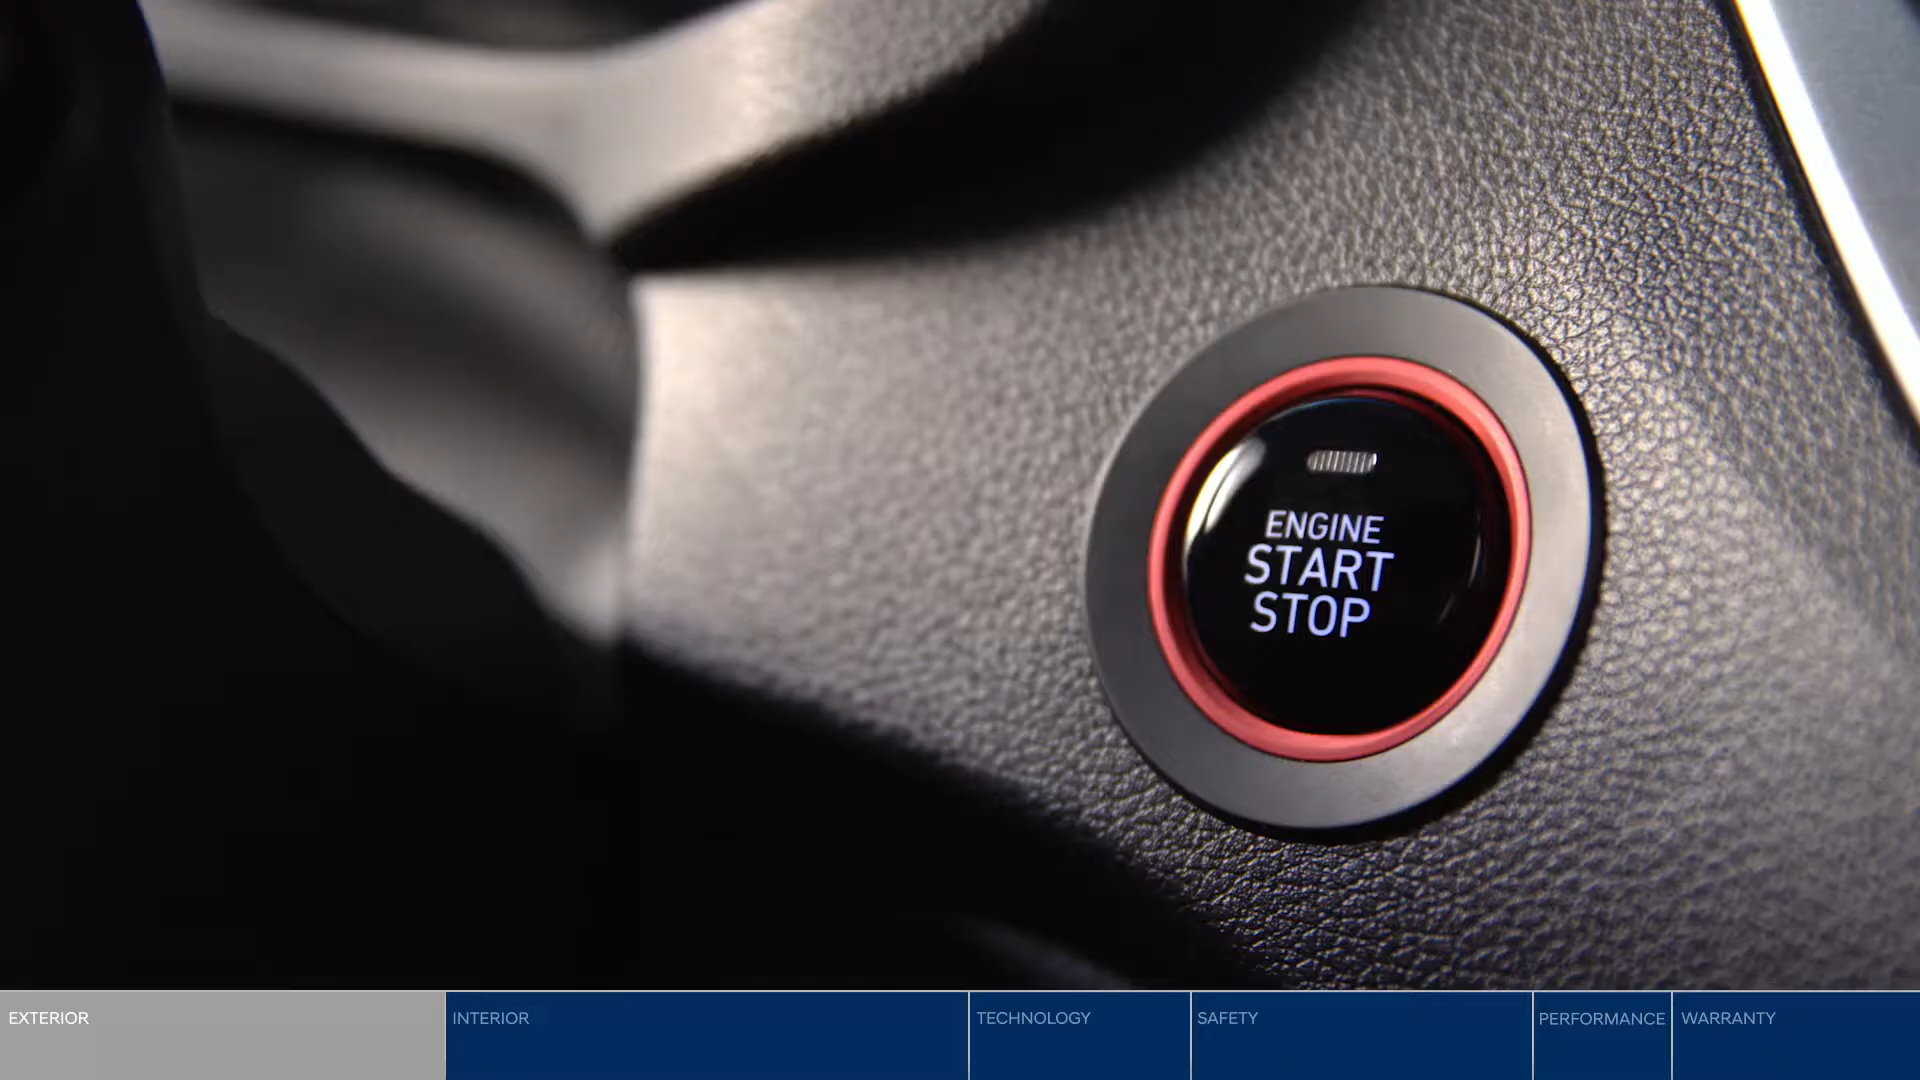 ENGINE
START
STOP
EXTERIOR
INTERIOR
TECHNOLOGY
SAFETY
PERFORMANCE
WARRANTY